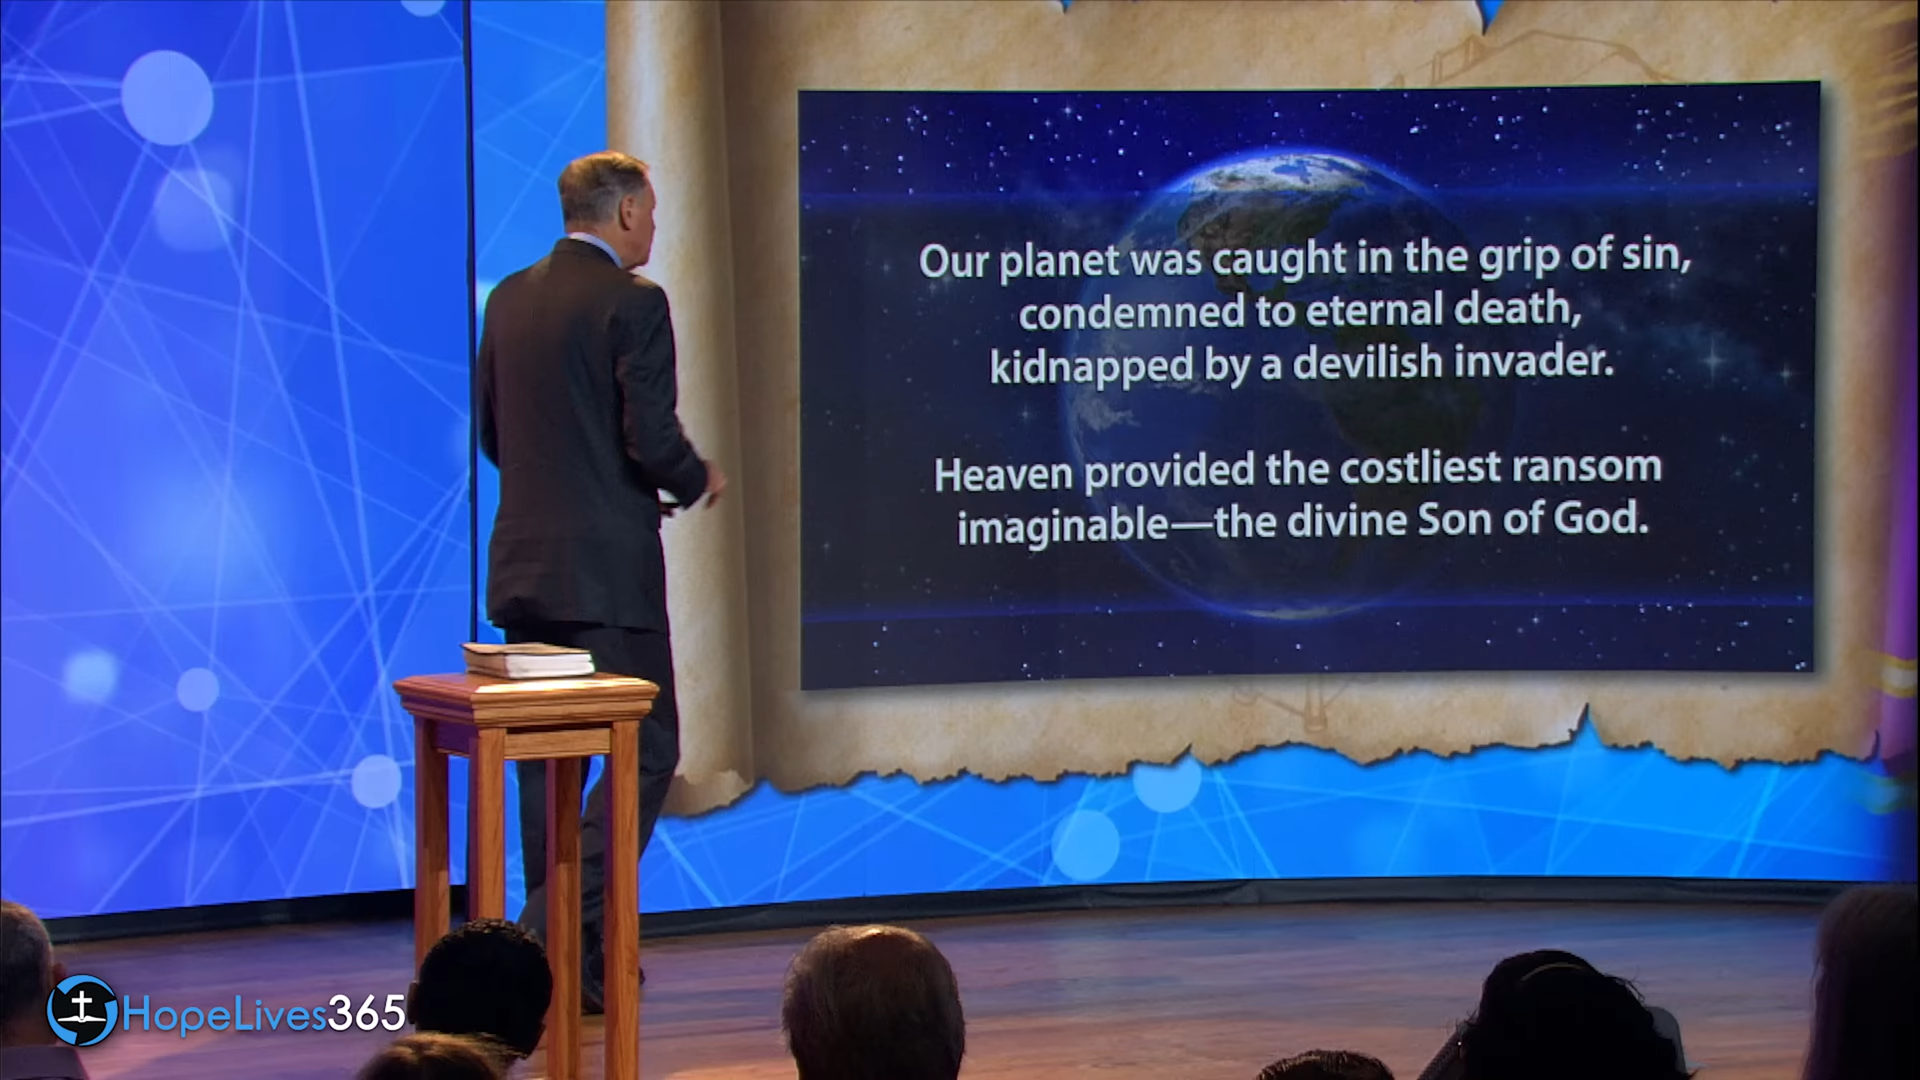 Our planet was caught in the grip of sin,
condemned to eternal death,
kidnapped by a devilish invader.
Heaven provided the costliest ransom
imaginable—the divine Son of God.
HopeLives365